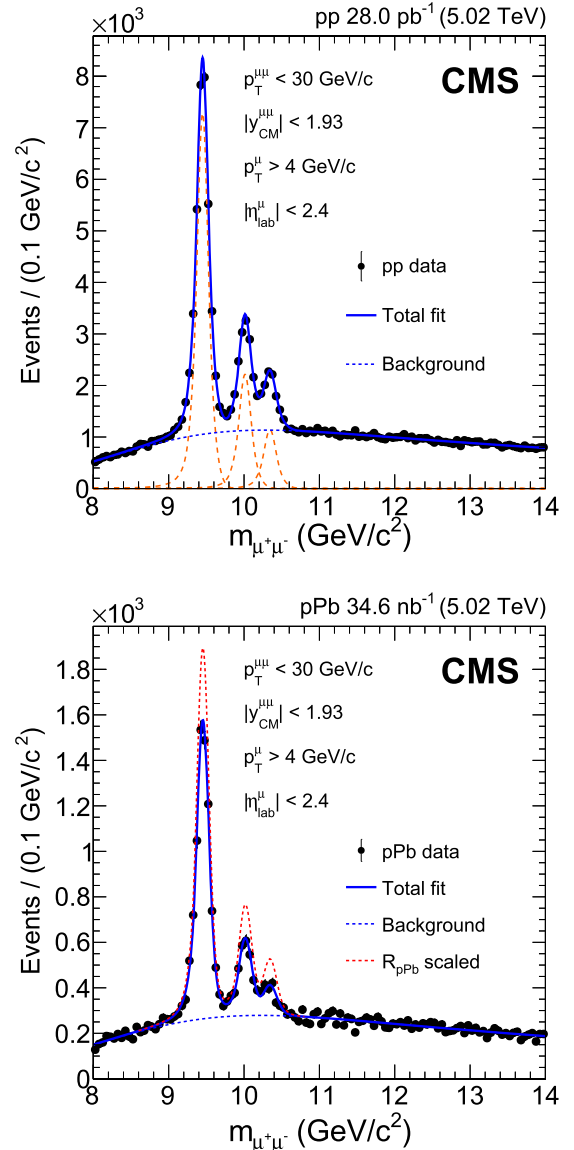 ×10³ pp 28.0 pb⁻¹ (5.02 TeV)
CMS
p_T^μμ < 30 GeV/c
|y_CM^μμ| < 1.93
p_T^μ > 4 GeV/c
|η_lab^μ| < 2.4
pp data
Total fit
Background
Events / (0.1 GeV/c²)
8
7
6
5
4
3
2
1
0
8 9 10 11 12 13 14
m_μ⁺μ⁻ (GeV/c²)
×10³ pPb 34.6 nb⁻¹ (5.02 TeV)
CMS
p_T^μμ < 30 GeV/c
|y_CM^μμ| < 1.93
p_T^μ > 4 GeV/c
|η_lab^μ| < 2.4
pPb data
Total fit
Background
R_pPb scaled
Events / (0.1 GeV/c²)
1.8
1.6
1.4
1.2
1
0.8
0.6
0.4
0.2
0
8 9 10 11 12 13 14
m_μ⁺μ⁻ (GeV/c²)